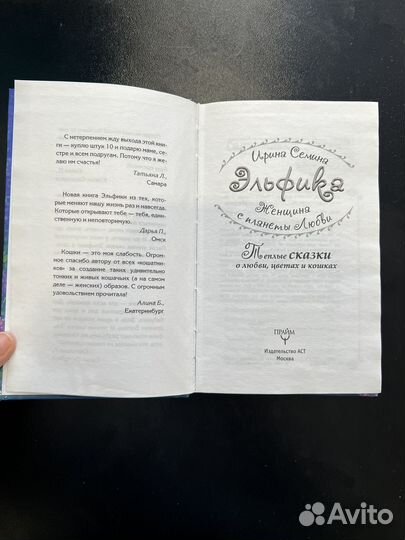 С нетерпением жду выхода этой кни-
ги — куплю штук 10 и подарю маме, се-
стре и всем подругам. Потому что я же-
лаю им счастья!
Татьяна Л.,
Самара
Новая книга Эльфики из тех, которые
меняют нашу жизнь раз и навсегда.
Которые открывают тебе — тебя, един-
ственную и неповторимую.
Дарья П.,
Омск
Кошки — это моя слабость. Огром-
ное спасибо автору от всех «кошатни-
ков» за создание таких удивительно
тонких и живых кошачьих (а на самом
деле — женских) образов. С огромным
удовольствием прочитала!
Алина Б.,
Екатеринбург
Ирина Семина
Эльфика
Женщина
с планеты Любви
Теплые сказки
о любви, цветах и кошках
ПРАЙМ
Издательство АСТ
Москва
Avito